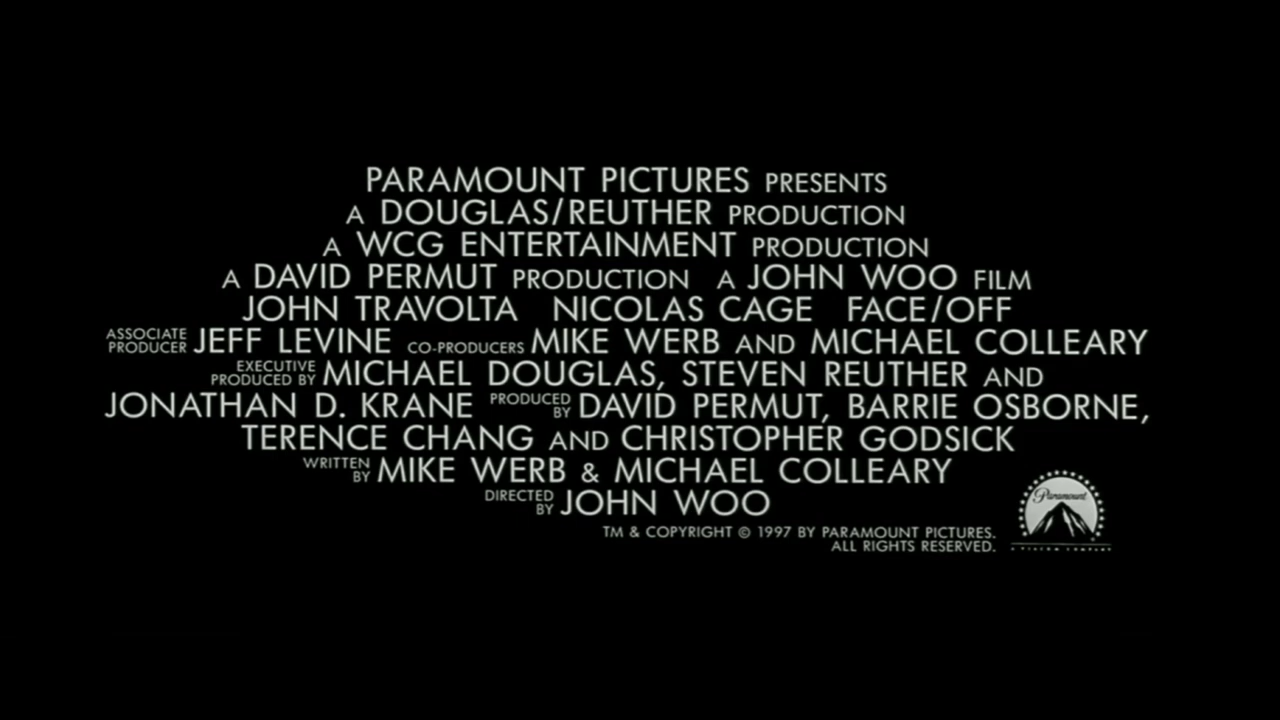 PARAMOUNT PICTURES PRESENTS
A DOUGLAS/REUTHER PRODUCTION
A WCG ENTERTAINMENT PRODUCTION
A DAVID PERMUT PRODUCTION A JOHN WOO FILM
JOHN TRAVOLTA NICOLAS CAGE FACE/OFF
ASSOCIATE PRODUCER JEFF LEVINE CO-PRODUCERS MIKE WERB AND MICHAEL COLLEARY
EXECUTIVE PRODUCED BY MICHAEL DOUGLAS, STEVEN REUTHER AND
JONATHAN D. KRANE PRODUCED BY DAVID PERMUT, BARRIE OSBORNE,
TERENCE CHANG AND CHRISTOPHER GODSICK
WRITTEN BY MIKE WERB & MICHAEL COLLEARY
DIRECTED BY JOHN WOO
TM & COPYRIGHT © 1997 BY PARAMOUNT PICTURES.
ALL RIGHTS RESERVED.
Paramount
A VIACOM COMPANY